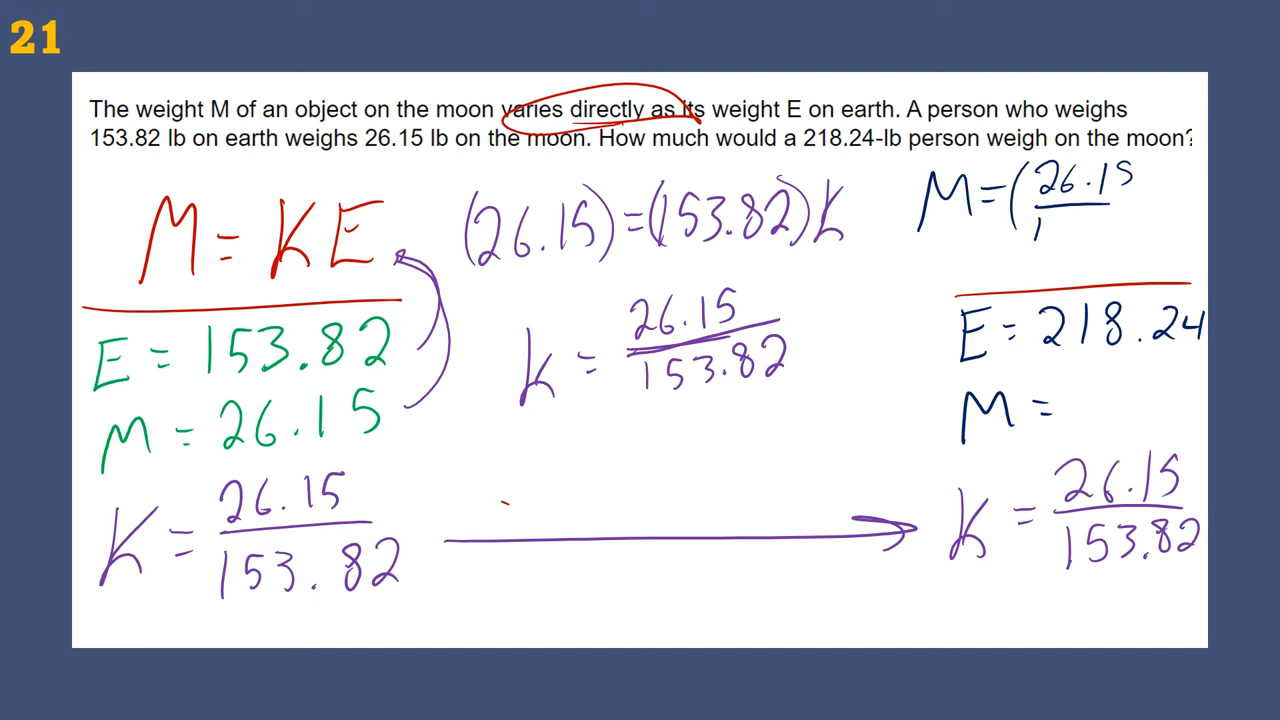 21
The weight M of an object on the moon varies directly as its weight E on earth. A person who weighs
153.82 lb on earth weighs 26.15 lb on the moon. How much would a 218.24-lb person weigh on the moon?
M = KE
E = 153.82
M = 26.15
K = 26.15
153.82
(26.15) = (153.82)K
K = 26.15
153.82
M = (26.15
1
E = 218.24
M =
K = 26.15
153.82